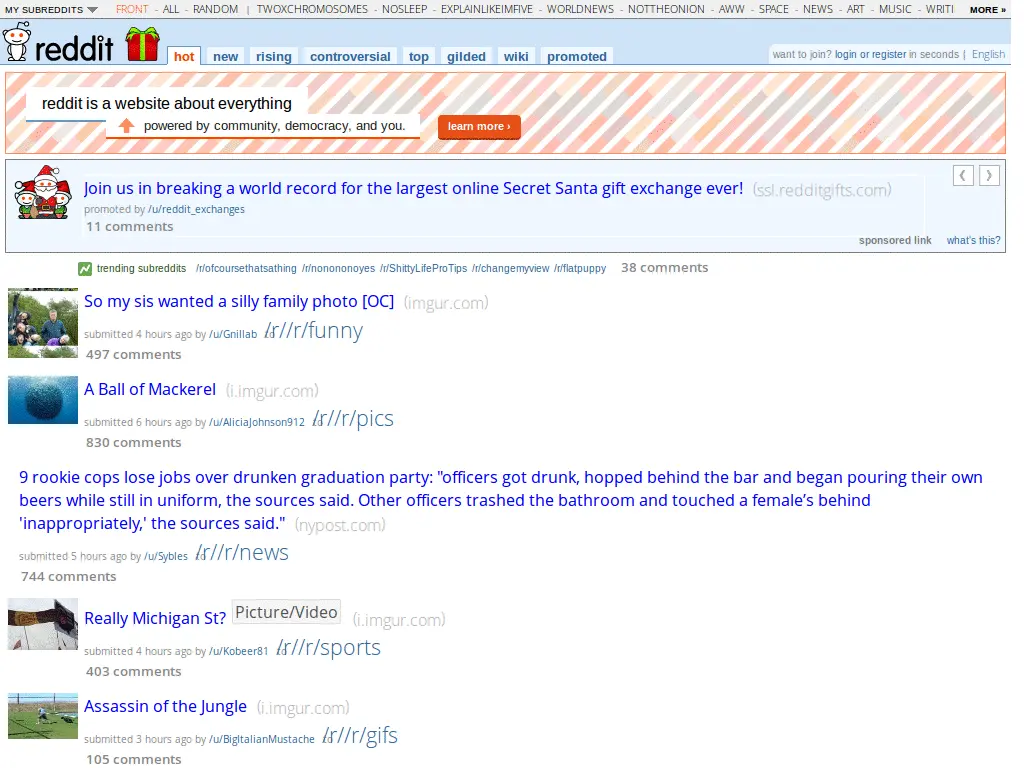 MY SUBREDDITS FRONT - ALL - RANDOM | TWOXCHROMOSOMES - NOSLEEP - EXPLAINLIKEIMFIVE - WORLDNEWS - NOTTHEONION - AWW - SPACE - NEWS - ART - MUSIC - WRITI MORE »
reddit hot new rising controversial top gilded wiki promoted want to join? login or register in seconds | English
reddit is a website about everything
powered by community, democracy, and you. learn more ›
Join us in breaking a world record for the largest online Secret Santa gift exchange ever! (ssl.redditgifts.com)
promoted by /u/reddit_exchanges
11 comments
sponsored link what's this?
trending subreddits /r/ofcoursethatsathing /r/nonononoyes /r/ShittyLifeProTips /r/changemyview /r/flatpuppy 38 comments
So my sis wanted a silly family photo [OC] (imgur.com)
submitted 4 hours ago by /u/Gnillab to /r//r/funny
497 comments
A Ball of Mackerel (i.imgur.com)
submitted 6 hours ago by /u/AliciaJohnson912 to /r//r/pics
830 comments
9 rookie cops lose jobs over drunken graduation party: "officers got drunk, hopped behind the bar and began pouring their own
beers while still in uniform, the sources said. Other officers trashed the bathroom and touched a female’s behind
'inappropriately,' the sources said." (nypost.com)
submitted 5 hours ago by /u/Sybles to /r//r/news
744 comments
Really Michigan St? Picture/Video (i.imgur.com)
submitted 4 hours ago by /u/Kobeer81 to /r//r/sports
403 comments
Assassin of the Jungle (i.imgur.com)
submitted 3 hours ago by /u/BigItalianMustache to /r//r/gifs
105 comments